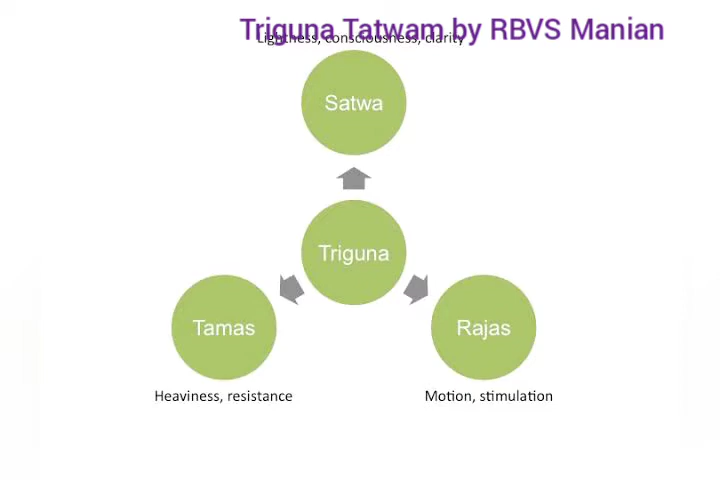 Triguna Tatwam by RBVS Manian
Lightness, consciousness, clarity
Satwa
Triguna
Tamas
Rajas
Heaviness, resistance
Motion, stimulation